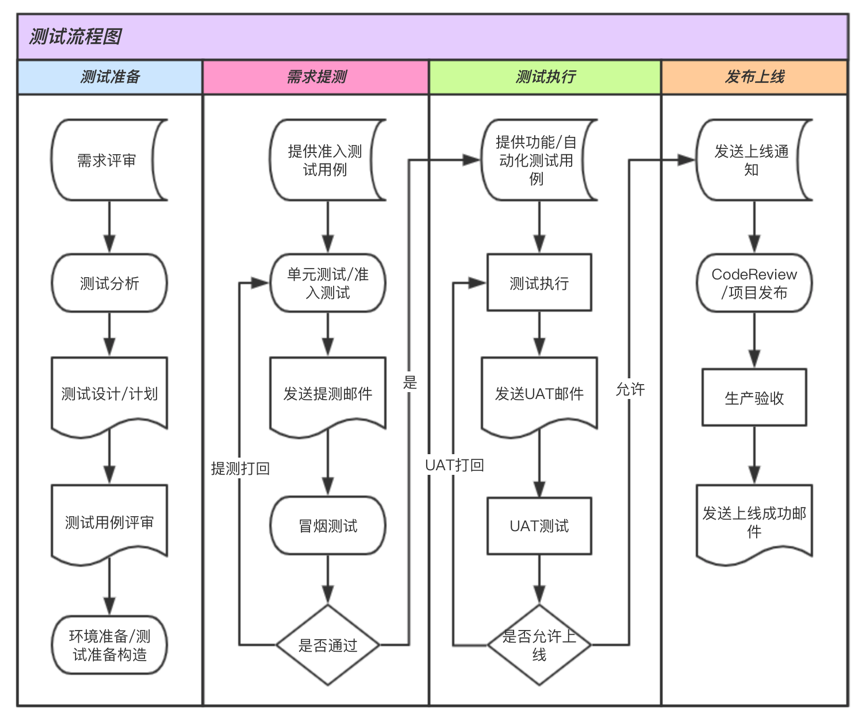 测试流程图
测试准备
需求提测
测试执行
发布上线
需求评审
测试分析
测试设计/计划
测试用例评审
环境准备/测
试准备构造
提供准入测
试用例
单元测试/准
入测试
发送提测邮件
冒烟测试
是否通过
提测打回
是
提供功能/自
动化测试用
例
测试执行
发送UAT邮件
UAT测试
是否允许上
线
UAT打回
允许
发送上线通
知
CodeReview
/项目发布
生产验收
发送上线成功邮
件